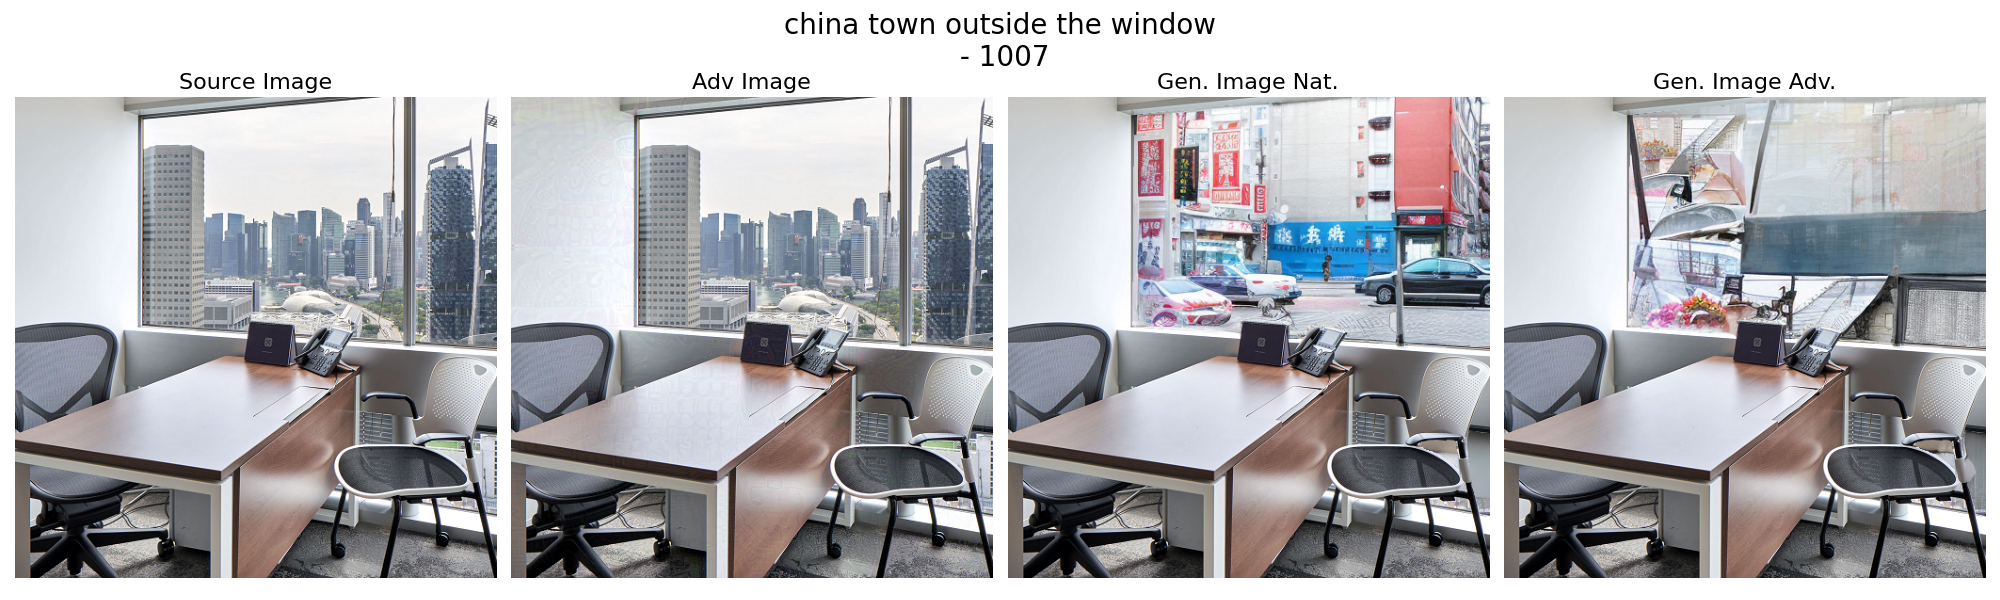 china town outside the window
- 1007
Source Image
Adv Image
Gen. Image Nat.
Gen. Image Adv.